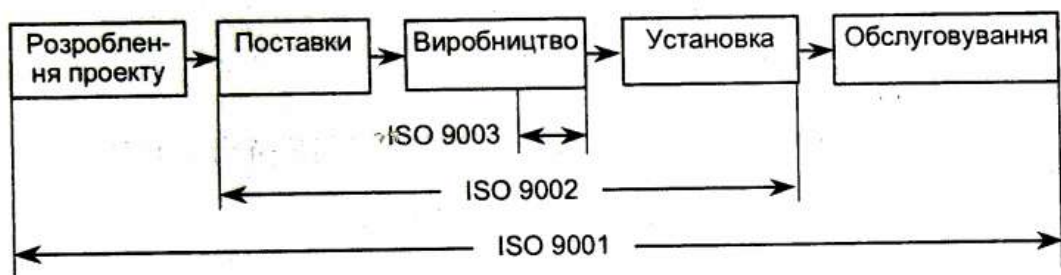 Розроблен-
ня проекту
Поставки
Виробництво
Установка
Обслуговування
ISO 9003
ISO 9002
ISO 9001